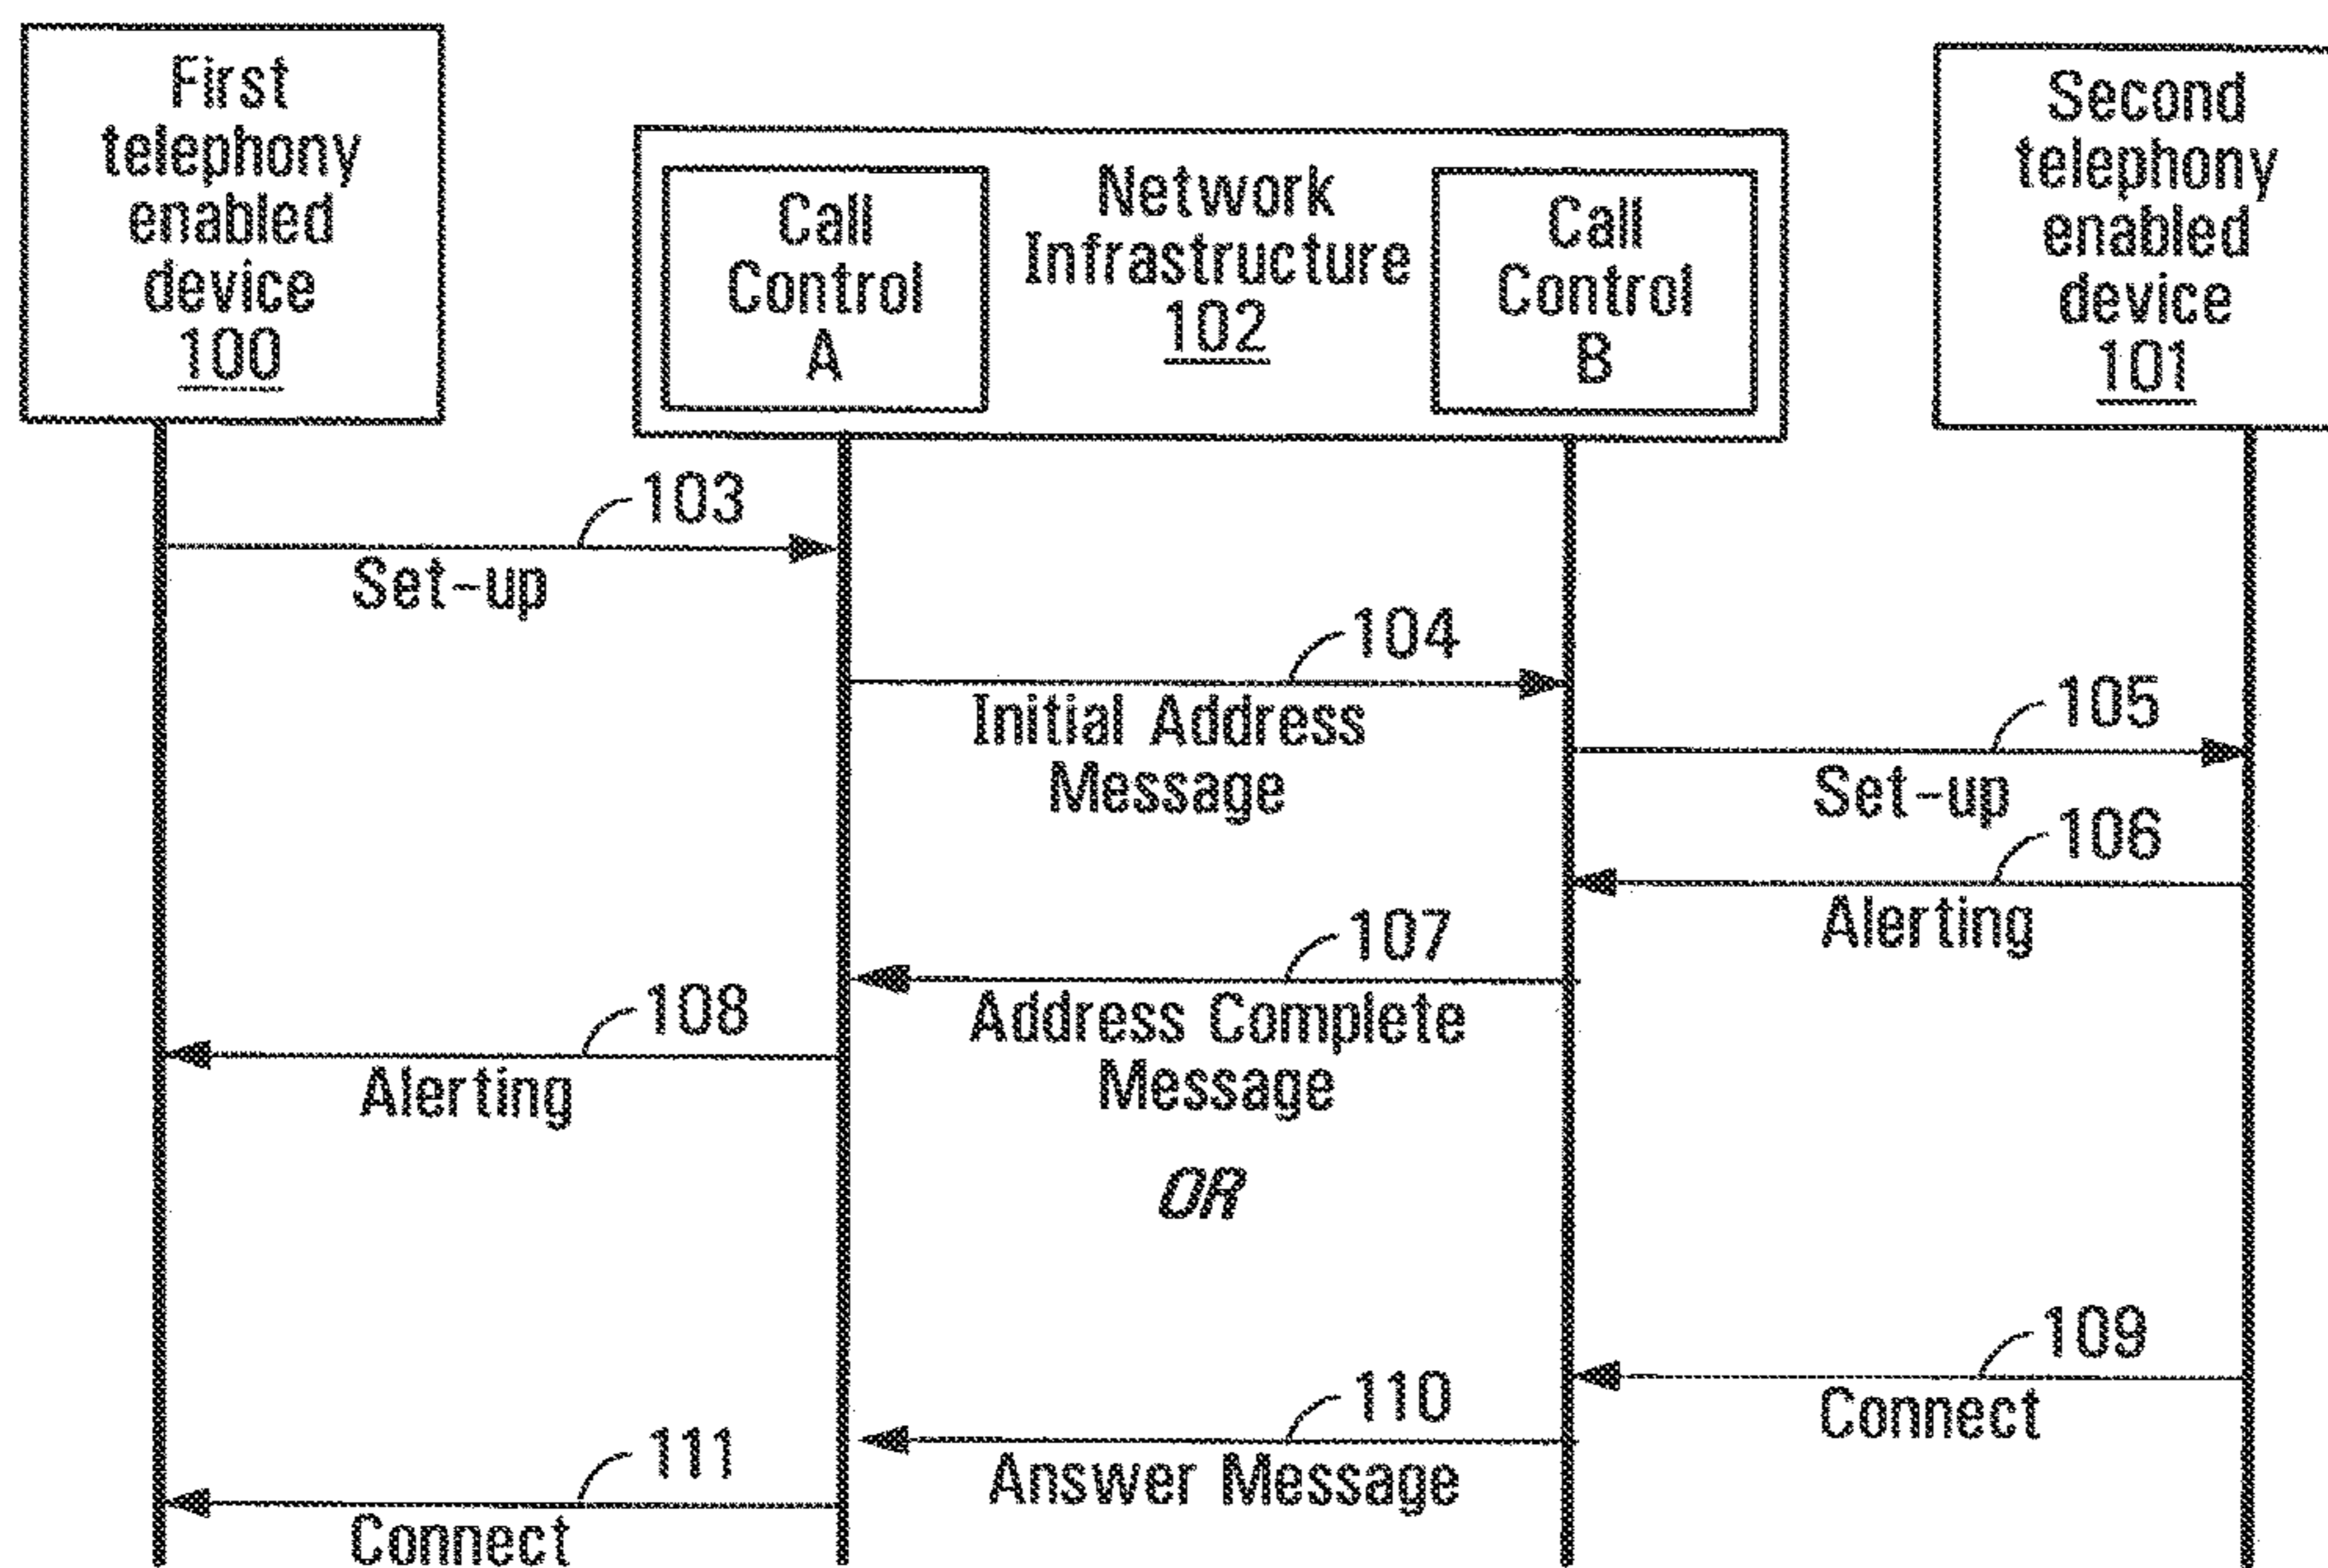 First
telephony
enabled
device
100
Call
Control
A
Network
Infrastructure
102
Call
Control
B
Second
telephony
enabled
device
101
103
Set-up
104
Initial Address
Message
105
Set-up
106
Alerting
107
Address Complete
Message
108
Alerting
OR
109
Connect
110
Answer Message
111
Connect